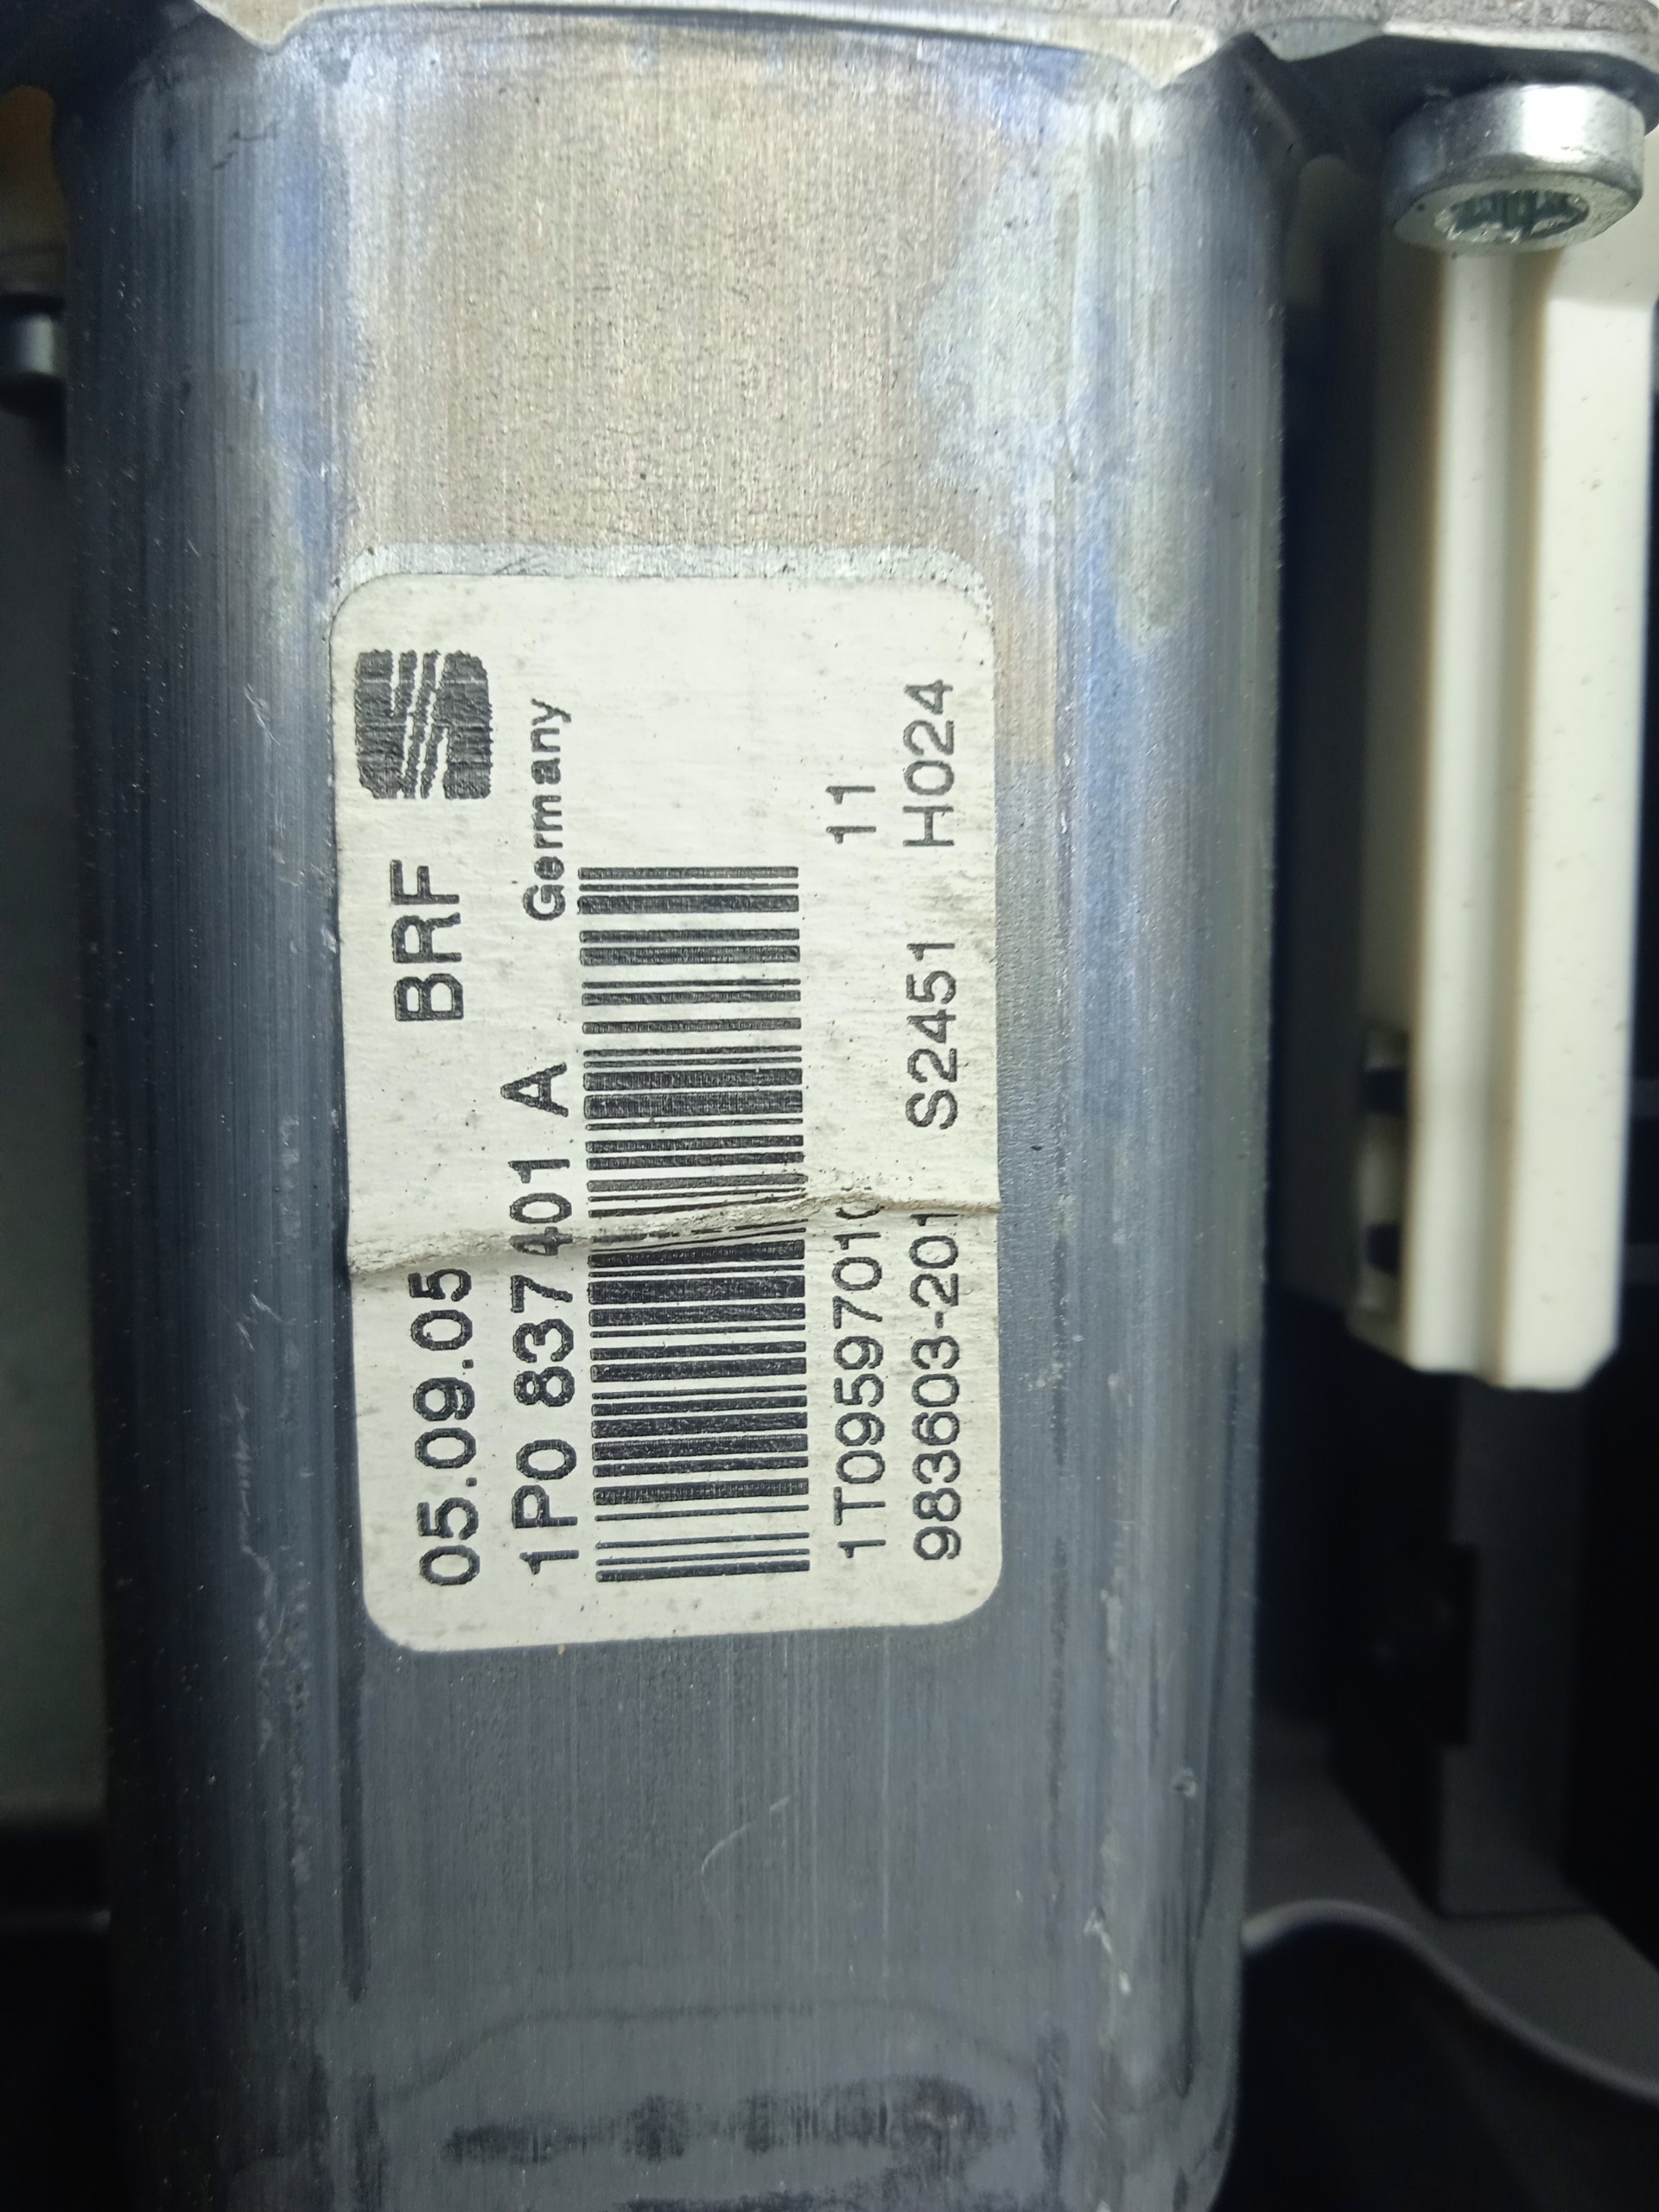 05.09.05 BRF
1P0 837 401 A Germany
1T0959701 11
983603-201 S2451 H024